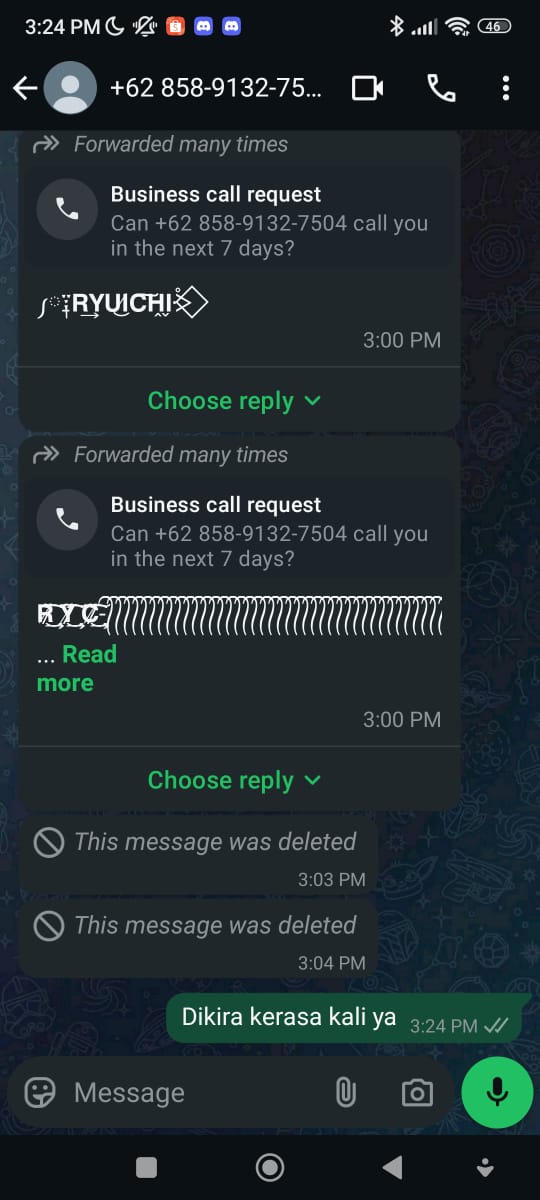 3:24 PM
46
+62 858-9132-75...
Forwarded many times
Business call request
Can +62 858-9132-7504 call you
in the next 7 days?
RYUICHI
3:00 PM
Choose reply
Forwarded many times
Business call request
Can +62 858-9132-7504 call you
in the next 7 days?
R Y C
... Read
more
3:00 PM
Choose reply
This message was deleted
3:03 PM
This message was deleted
3:04 PM
Dikira kerasa kali ya 3:24 PM
Message